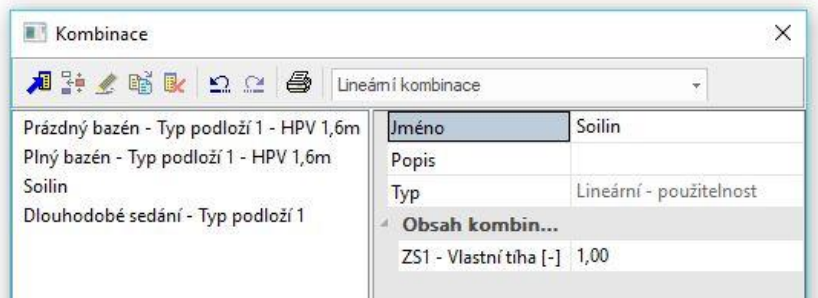 Kombinace
Lineární kombinace
Prázdný bazén - Typ podloží 1 - HPV 1,6m
Plný bazén - Typ podloží 1 - HPV 1,6m
Soilin
Dlouhodobé sedání - Typ podloží 1
Jméno Soilin
Popis
Typ Lineární - použitelnost
Obsah kombin...
ZS1 - Vlastní tíha [-] 1,00